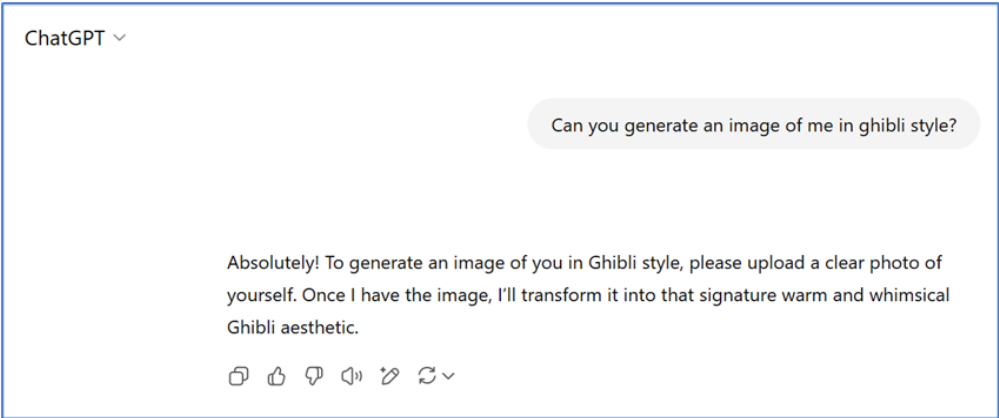 ChatGPT
Can you generate an image of me in ghibli style?
Absolutely! To generate an image of you in Ghibli style, please upload a clear photo of
yourself. Once I have the image, I’ll transform it into that signature warm and whimsical
Ghibli aesthetic.